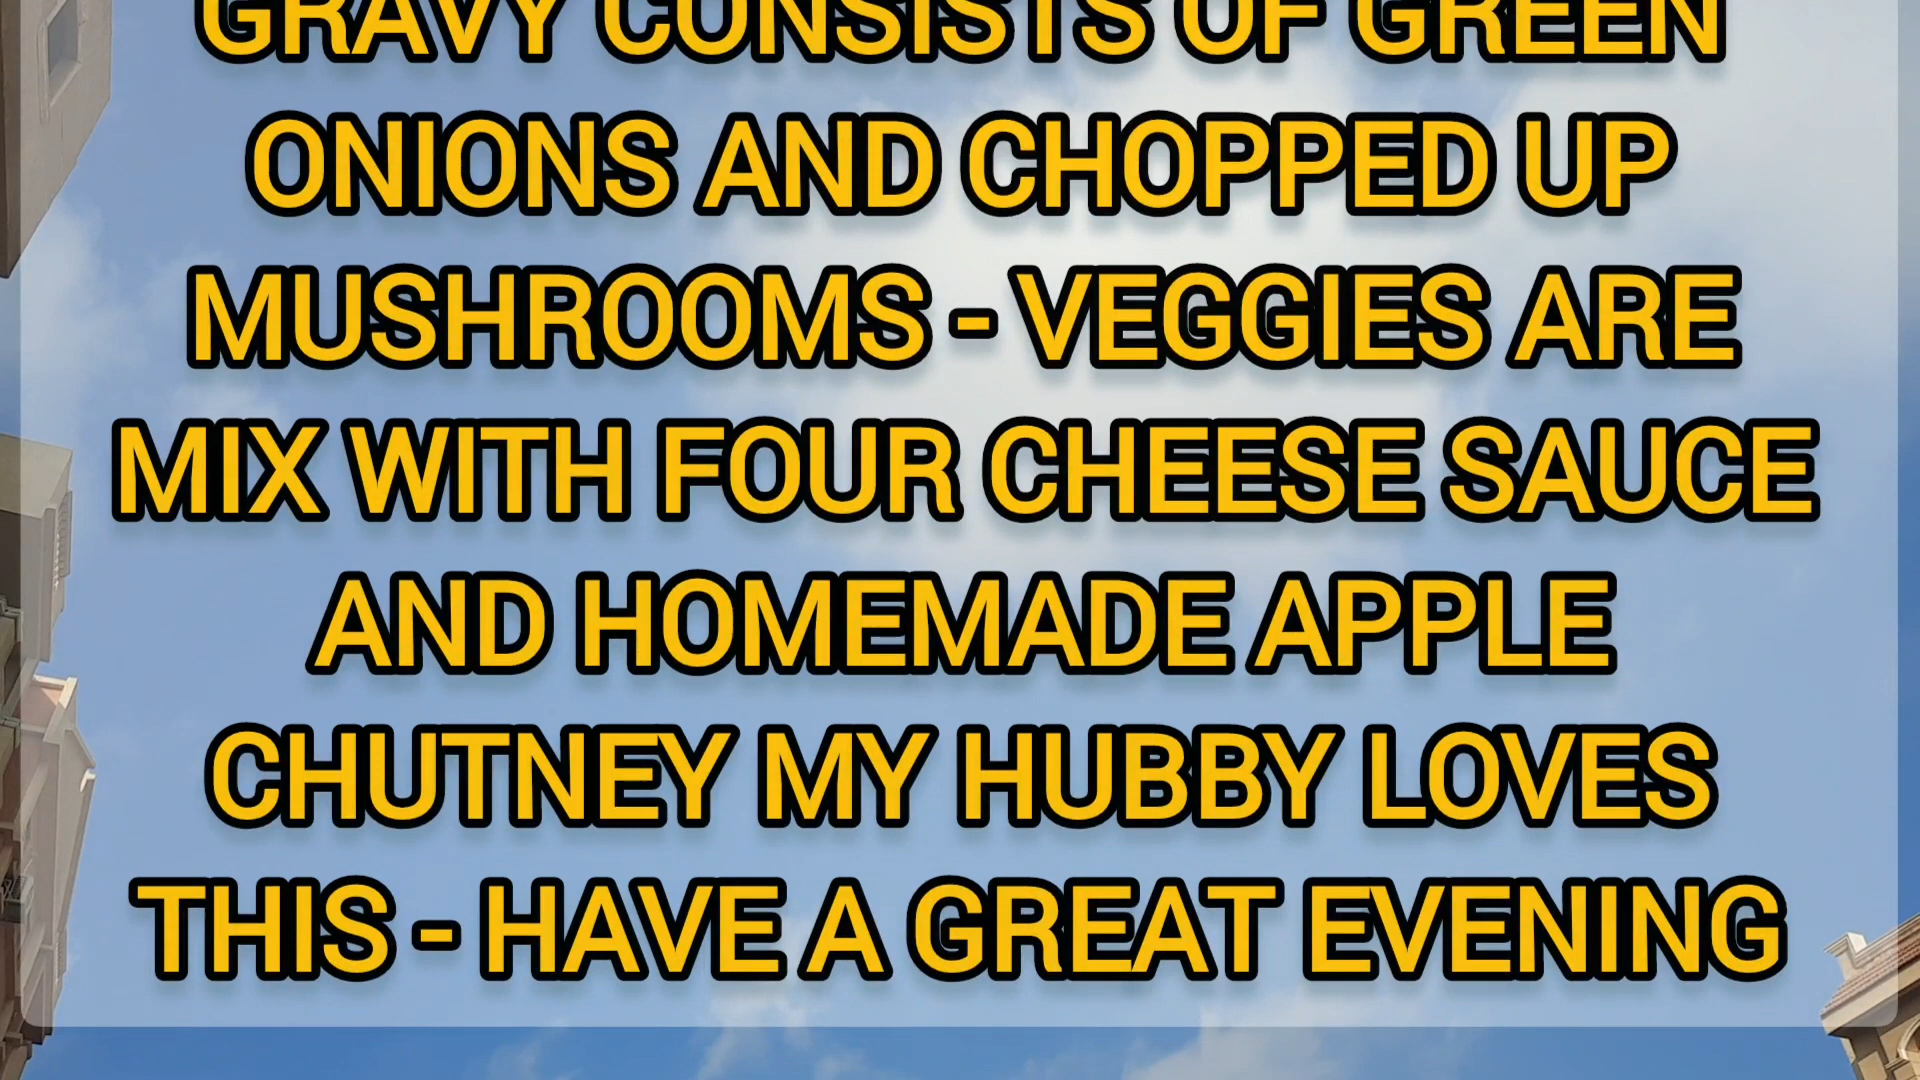 GRAVY CONSISTS OF GREEN
ONIONS AND CHOPPED UP
MUSHROOMS - VEGGIES ARE
MIX WITH FOUR CHEESE SAUCE
AND HOMEMADE APPLE
CHUTNEY MY HUBBY LOVES
THIS - HAVE A GREAT EVENING